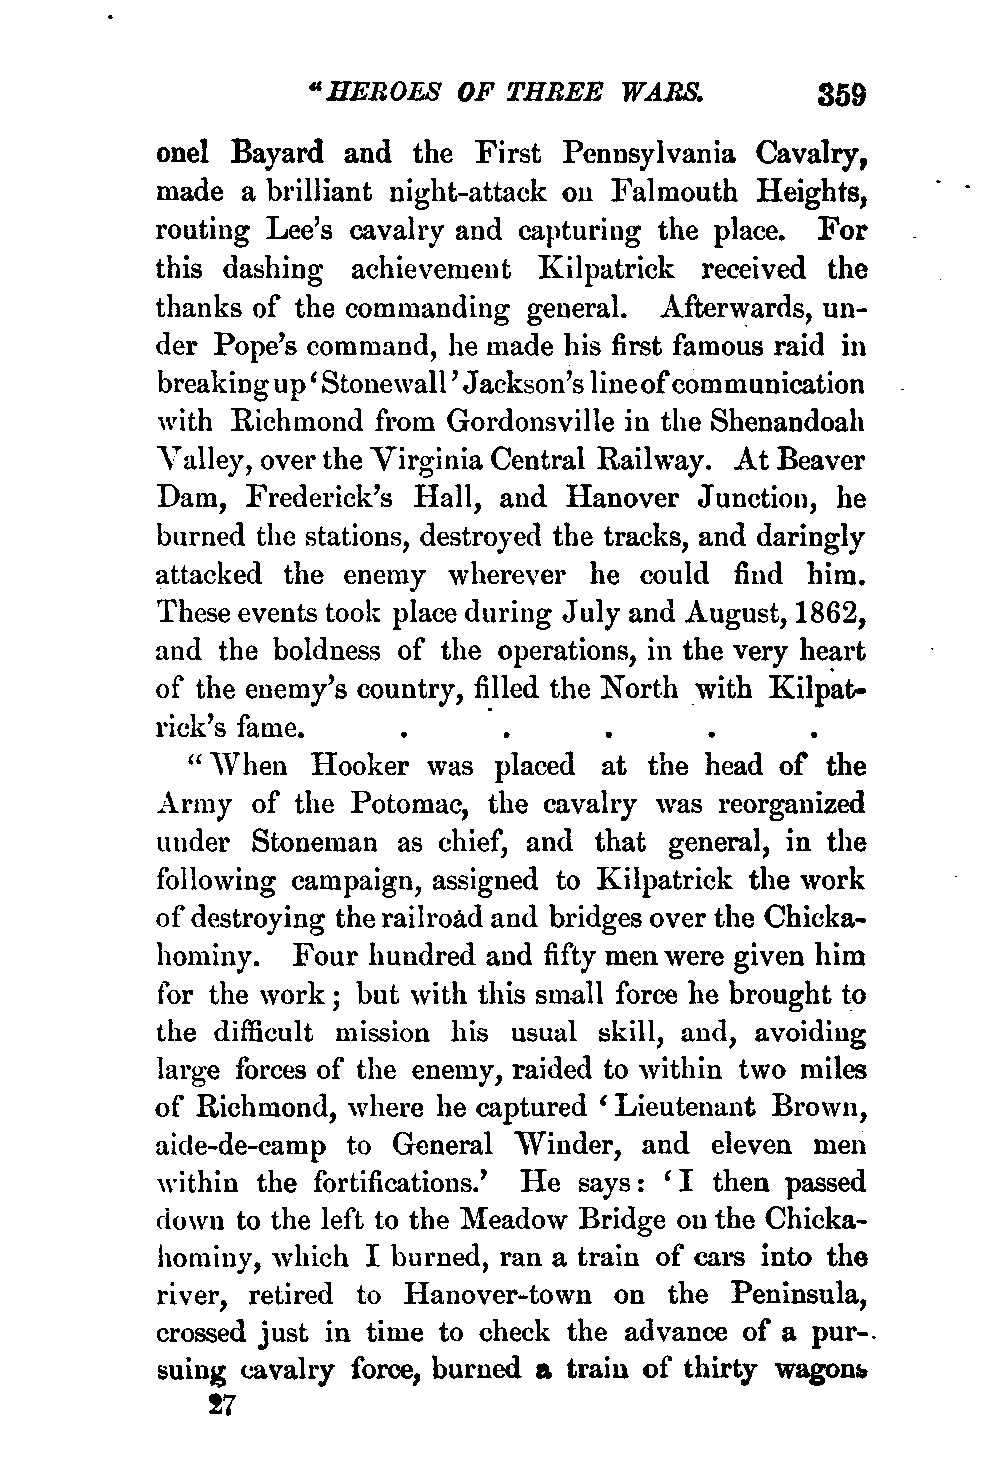 "HEROES OF THREE WARS. 359
onel Bayard and the First Pennsylvania Cavalry,
made a brilliant night-attack on Falmouth Heights,
routing Lee's cavalry and capturing the place. For
this dashing achievement Kilpatrick received the
thanks of the commanding general. Afterwards, un-
der Pope's command, he made his first famous raid in
breaking up 'Stonewall' Jackson's line of communication
with Richmond from Gordonsville in the Shenandoah
Valley, over the Virginia Central Railway. At Beaver
Dam, Frederick's Hall, and Hanover Junction, he
burned the stations, destroyed the tracks, and daringly
attacked the enemy wherever he could find him.
These events took place during July and August, 1862,
and the boldness of the operations, in the very heart
of the enemy's country, filled the North with Kilpat-
rick's fame. . . . . .
"When Hooker was placed at the head of the
Army of the Potomac, the cavalry was reorganized
under Stoneman as chief, and that general, in the
following campaign, assigned to Kilpatrick the work
of destroying the railroad and bridges over the Chicka-
hominy. Four hundred and fifty men were given him
for the work; but with this small force he brought to
the difficult mission his usual skill, and, avoiding
large forces of the enemy, raided to within two miles
of Richmond, where he captured 'Lieutenant Brown,
aide-de-camp to General Winder, and eleven men
within the fortifications.' He says: 'I then passed
down to the left to the Meadow Bridge on the Chicka-
hominy, which I burned, ran a train of cars into the
river, retired to Hanover-town on the Peninsula,
crossed just in time to check the advance of a pur-
suing cavalry force, burned a train of thirty wagons
27